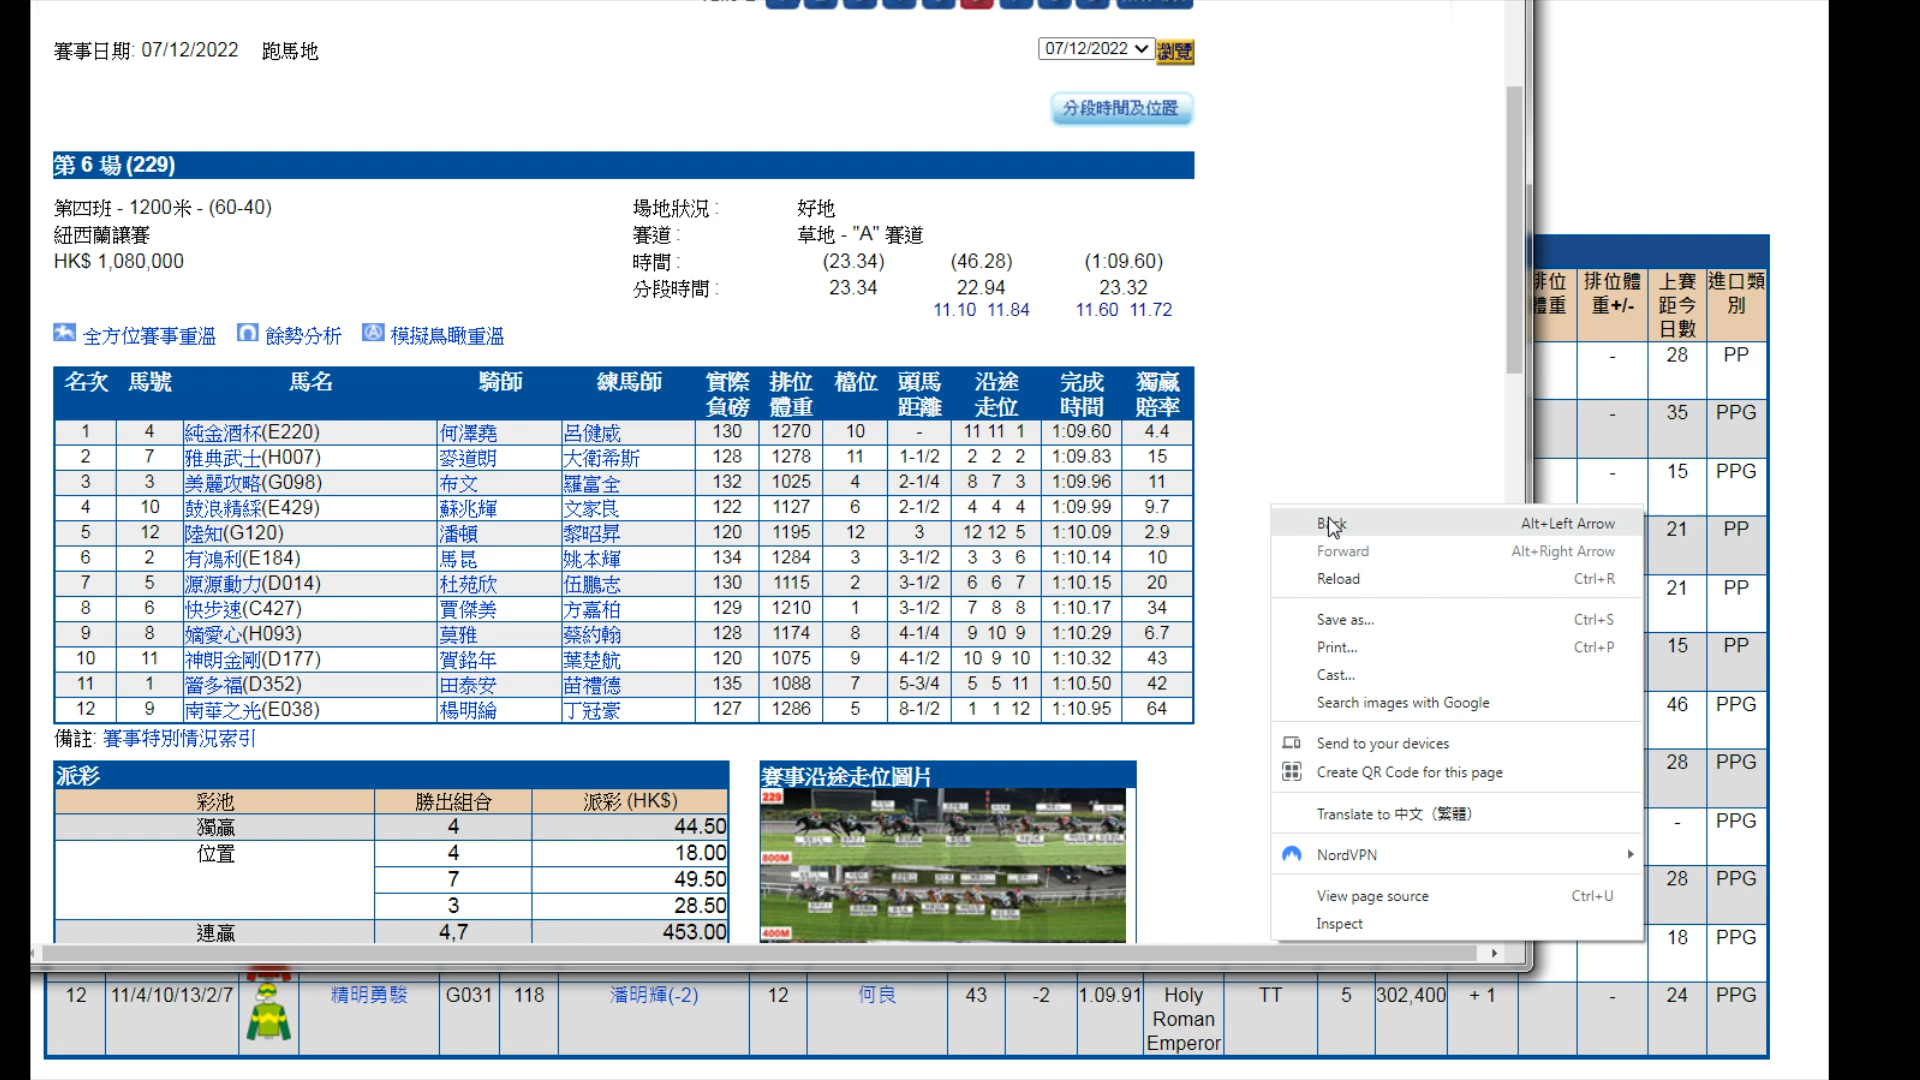 賽事日期: 07/12/2022 跑馬地
07/12/2022 瀏覽
分段時間及位置
第 6 場 (229)
第四班 - 1200米 - (60-40) 場地狀況 : 好地
紐西蘭讓賽 賽道 : 草地 - "A" 賽道
HK$ 1,080,000 時間 : (23.34) (46.28) (1:09.60)
分段時間 : 23.34 22.94 23.32
11.10 11.84 11.60 11.72
全方位賽事重溫 餘勢分析 模擬鳥瞰重溫
名次 馬號 馬名 騎師 練馬師 實際負磅 排位體重 檔位 頭馬距離 沿途走位 完成時間 獨贏賠率
1 4 純金酒杯(E220) 何澤堯 呂健威 130 1270 10 - 11 11 1 1:09.60 4.4
2 7 雅典武士(H007) 麥道朗 大衛希斯 128 1278 11 1-1/2 2 2 2 1:09.83 15
3 3 美麗攻略(G098) 布文 羅富全 132 1025 4 2-1/4 8 7 3 1:09.96 11
4 10 鼓浪精綵(E429) 蘇兆輝 文家良 122 1127 6 2-1/2 4 4 4 1:09.99 9.7
5 12 陸知(G120) 潘頓 黎昭昇 120 1195 12 3 12 12 5 1:10.09 2.9
6 2 有鴻利(E184) 馬昆 姚本輝 134 1284 3 3-1/2 3 3 6 1:10.14 10
7 5 源源動力(D014) 杜苑欣 伍鵬志 130 1115 2 3-1/2 6 6 7 1:10.15 20
8 6 快步速(C427) 賈傑美 方嘉柏 129 1210 1 3-1/2 7 8 8 1:10.17 34
9 8 嫡愛心(H093) 莫雅 蔡約翰 128 1174 8 4-1/4 9 10 9 1:10.29 6.7
10 11 神朗金剛(D177) 賀銘年 葉楚航 120 1075 9 4-1/2 10 9 10 1:10.32 43
11 1 當多福(D352) 田泰安 苗禮德 135 1088 7 5-3/4 5 5 11 1:10.50 42
12 9 南華之光(E038) 楊明綸 丁冠豪 127 1286 5 8-1/2 1 1 12 1:10.95 64
備註: 賽事特別情況索引
派彩
彩池 勝出組合 派彩 (HK$)
獨贏 4 44.50
位置 4 18.00
7 49.50
3 28.50
連贏 4,7 453.00
賽事沿途走位圖片
229
800M
400M
Back Alt+Left Arrow
Forward Alt+Right Arrow
Reload Ctrl+R
Save as... Ctrl+S
Print... Ctrl+P
Cast...
Search images with Google
Send to your devices
Create QR Code for this page
Translate to 中文（繁體）
NordVPN
View page source Ctrl+U
Inspect
排位體重 排位體重+/- 上賽距今日數 進口類別
- 28 PP
- 35 PPG
- 15 PPG
21 PP
21 PP
15 PP
46 PPG
28 PPG
- PPG
28 PPG
18 PPG
12 11/4/10/13/2/7 精明勇駿 G031 118 潘明輝(-2) 12 何良 43 -2 1.09.91 Holy Roman Emperor TT 5 302,400 + 1 - 24 PPG